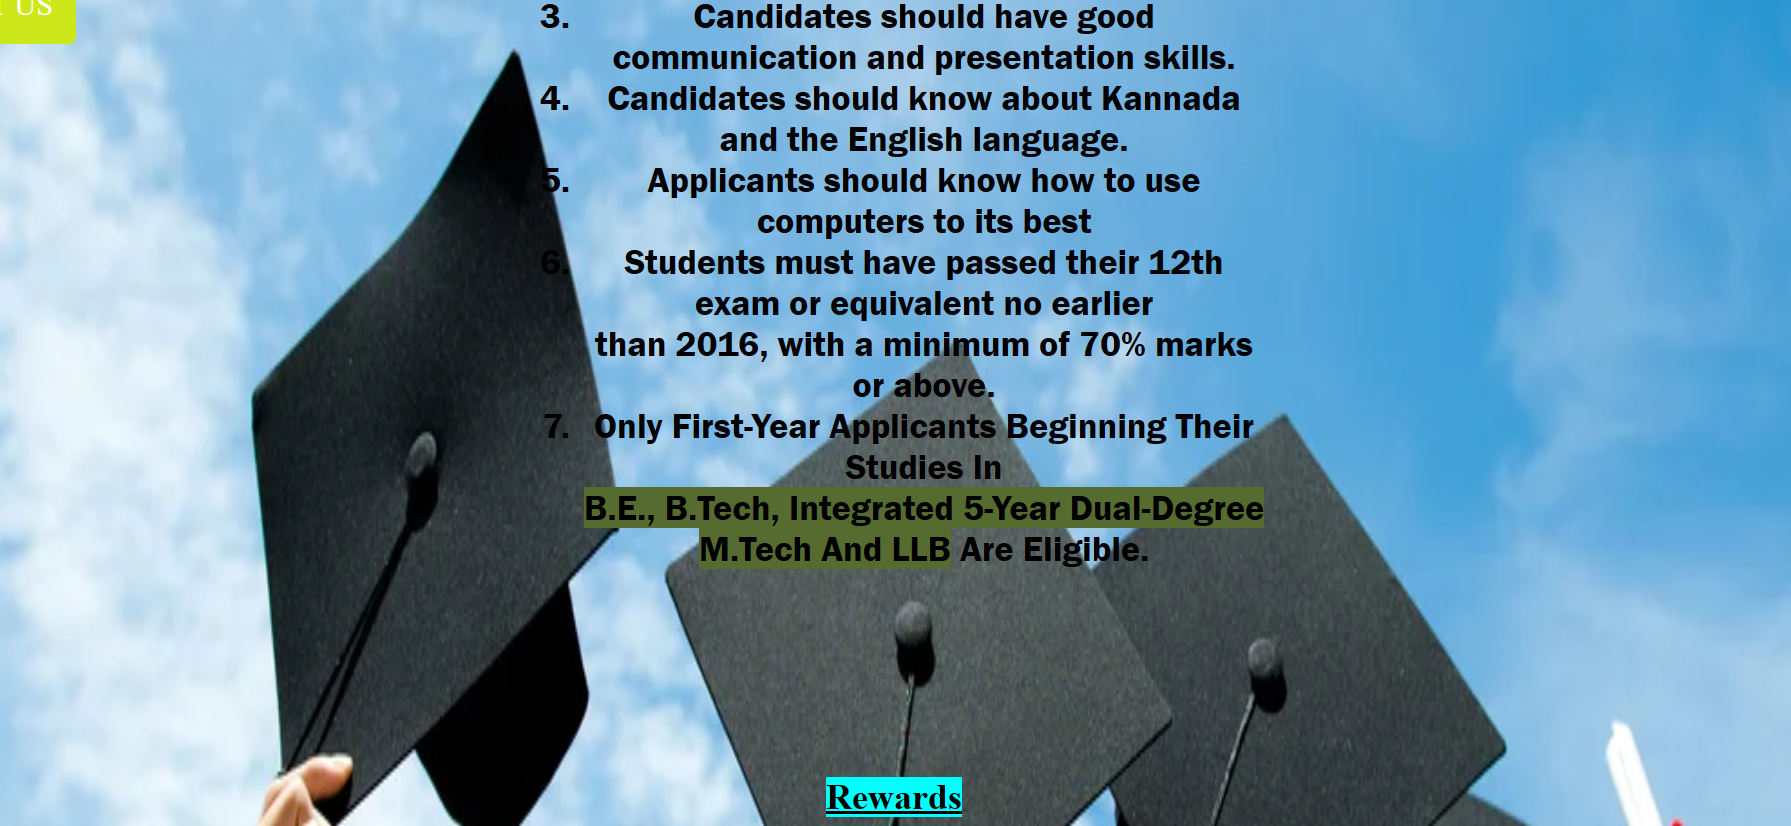 US
3. Candidates should have good
communication and presentation skills.
4. Candidates should know about Kannada
and the English language.
5. Applicants should know how to use
computers to its best
6. Students must have passed their 12th
exam or equivalent no earlier
than 2016, with a minimum of 70% marks
or above.
7. Only First-Year Applicants Beginning Their
Studies In
B.E., B.Tech, Integrated 5-Year Dual-Degree
M.Tech And LLB Are Eligible.
Rewards